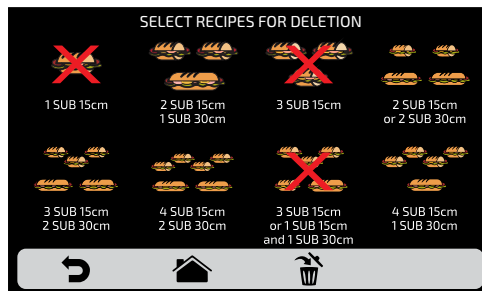 SELECT RECIPES FOR DELETION
1 SUB 15cm
2 SUB 15cm
1 SUB 30cm
3 SUB 15cm
2 SUB 15cm
or 2 SUB 30cm
3 SUB 15cm
2 SUB 30cm
4 SUB 15cm
2 SUB 30cm
3 SUB 15cm
or 1 SUB 15cm
and 1 SUB 30cm
4 SUB 15cm
1 SUB 30cm